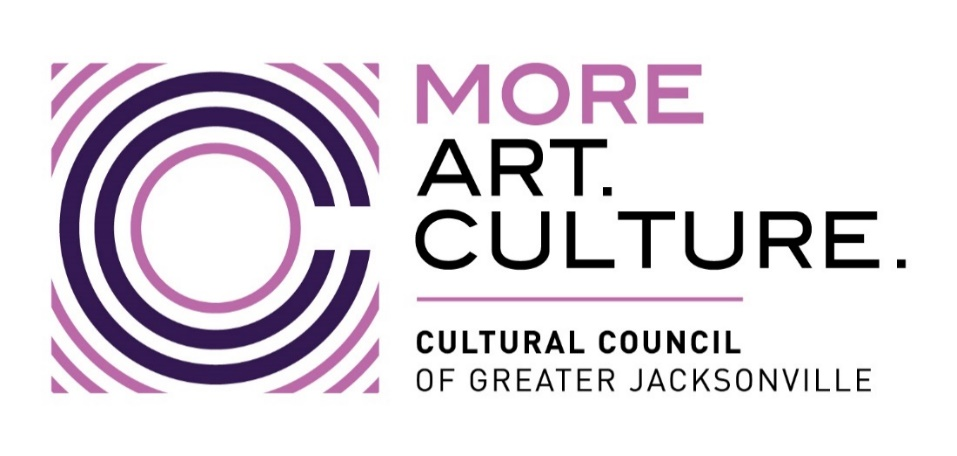 MORE
ART.
CULTURE.
CULTURAL COUNCIL
OF GREATER JACKSONVILLE